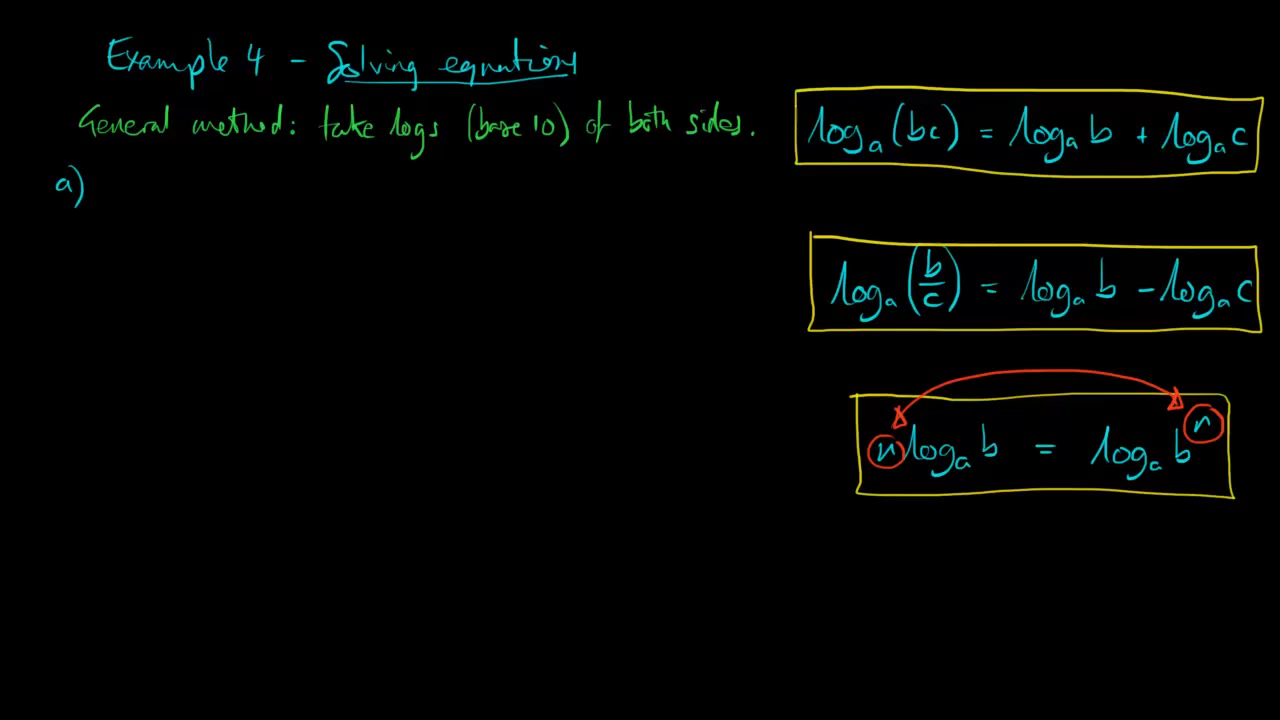 Example 4 - Solving equations
General method: take logs (base 10) of both sides.
a)
logₐ(bc) = logₐ b + logₐ c
logₐ(b/c) = logₐ b - logₐ c
n logₐ b = logₐ bⁿ